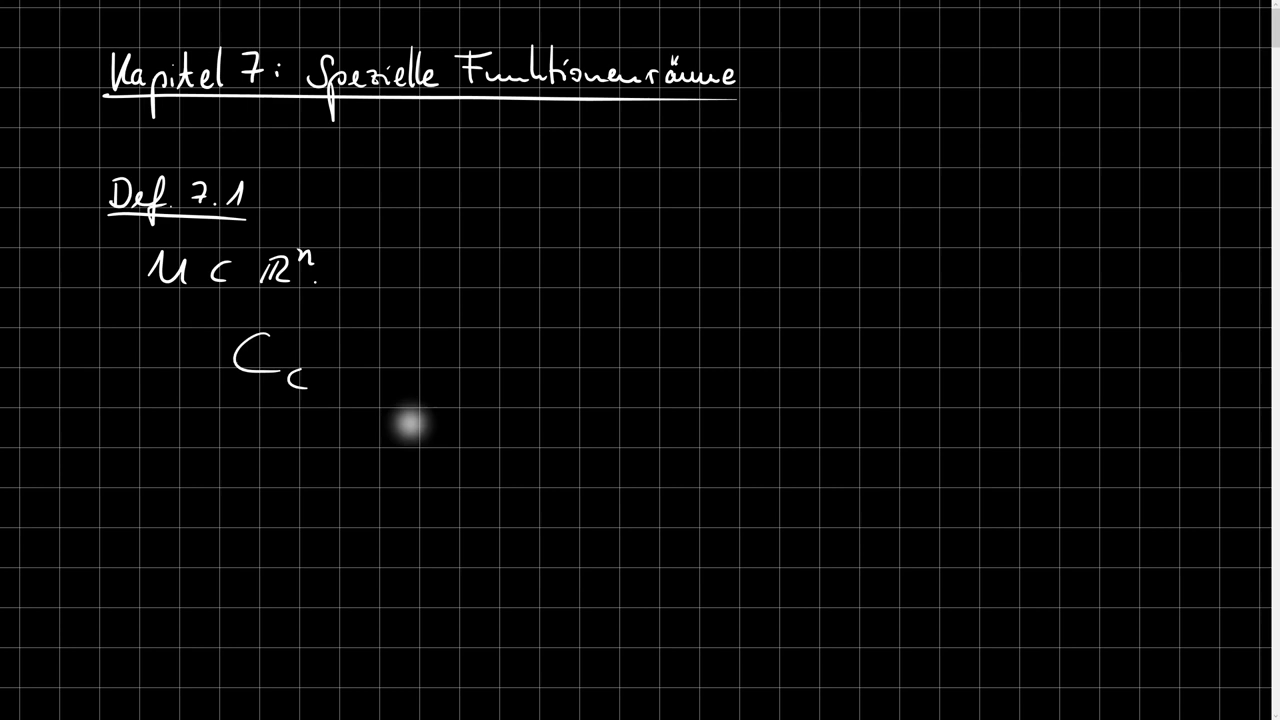 Kapitel 7: Spezielle Funktionenräume
Def. 7.1
U ⊂ ℝⁿ.
C_c